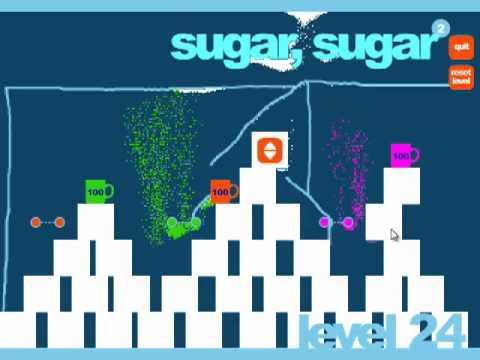 sugar, sugar 2
quit
reset
level
100
100
100
level 24